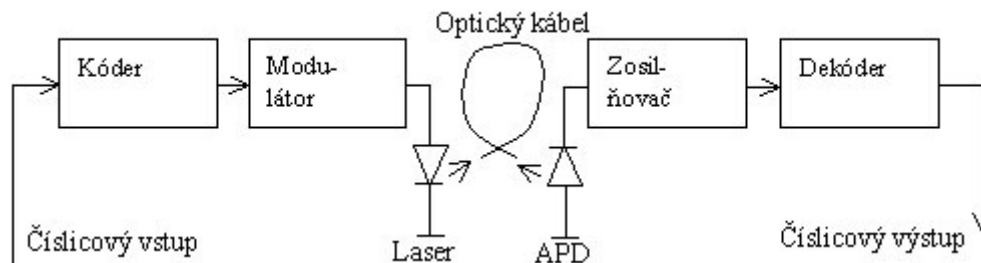 Optický kábel
Kóder
Modu-
látor
Zosil-
ňovač
Dekóder
Číslicový vstup
Laser
APD
Číslicový výstup